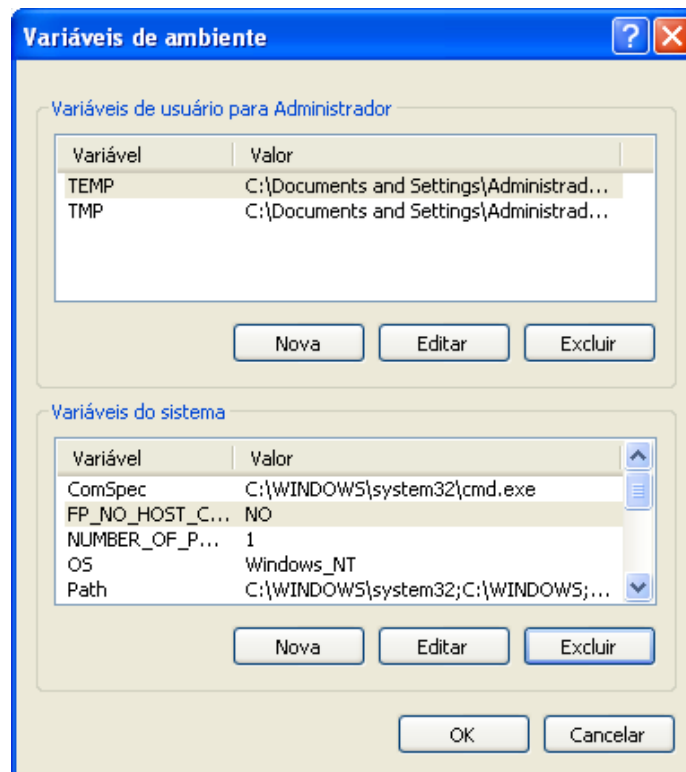 Variáveis de ambiente
Variáveis de usuário para Administrador
Variável Valor
TEMP C:\Documents and Settings\Administrad...
TMP C:\Documents and Settings\Administrad...
Nova Editar Excluir
Variáveis do sistema
Variável Valor
ComSpec C:\WINDOWS\system32\cmd.exe
FP_NO_HOST_C... NO
NUMBER_OF_P... 1
OS Windows_NT
Path C:\WINDOWS\system32;C:\WINDOWS;...
Nova Editar Excluir
OK Cancelar